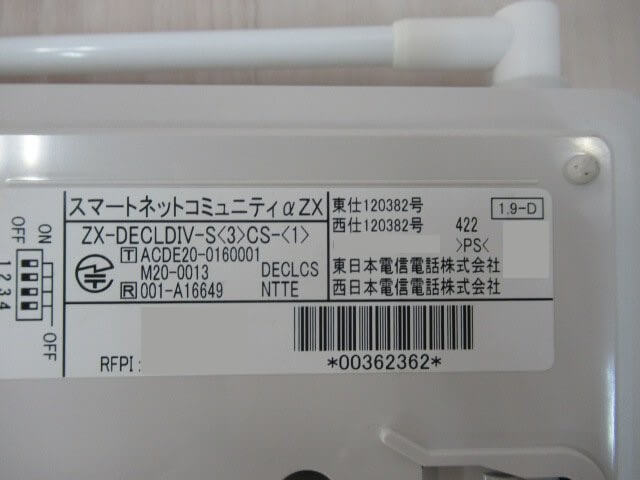 スマートネットコミュニティαZX
ZX-DECLDIV-S<3>CS-<1>
T ACDE20-0160001
M20-0013 DECLCS
R 001-A16649 NTTE
東仕120382号
1.9-D
西仕120382号 422
>PS<
東日本電信電話株式会社
西日本電信電話株式会社
ON
OFF
1 2 3 4
OFF
RFPI:
*00362362*